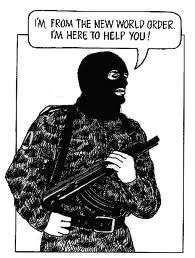 I'M FROM THE NEW WORLD ORDER.
I'M HERE TO HELP YOU!